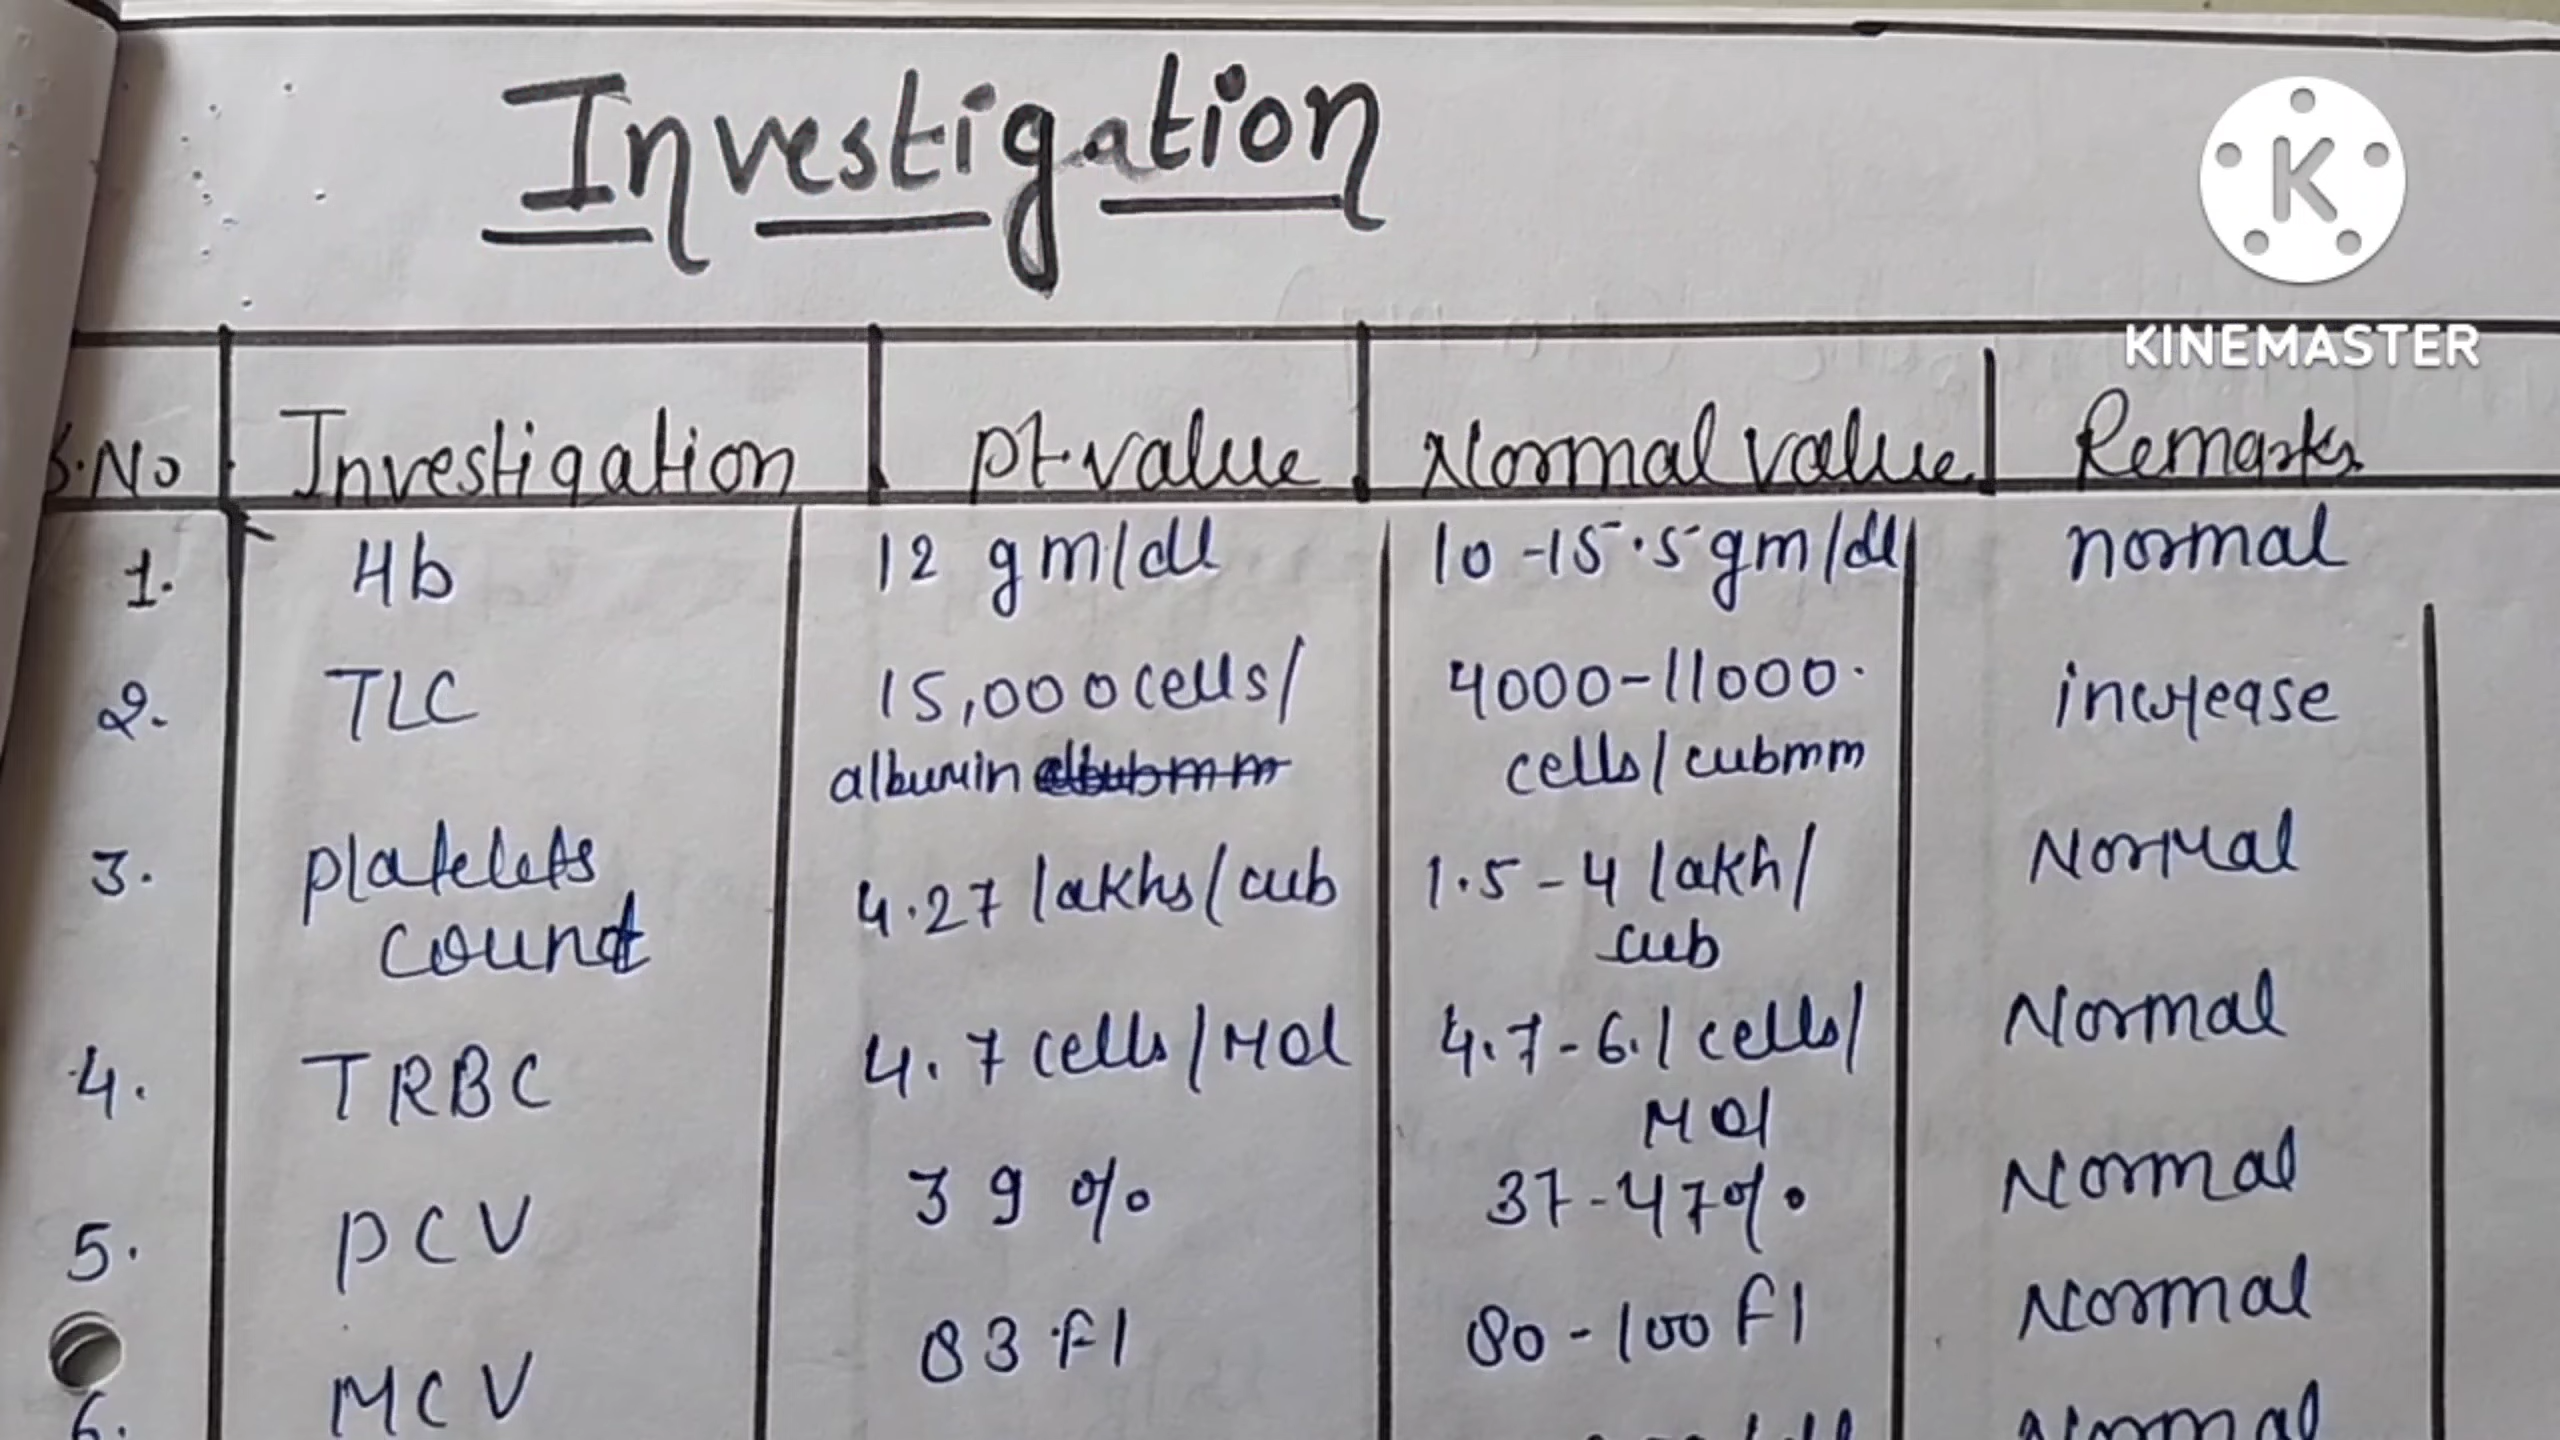 Investigation
KINEMASTER
S.No Investigation pt-value Normal value Remarks
1. Hb 12 gm/dl 10-15.5 gm/dl normal
2. TLC 15,000 cells/ 4000-11000. increase
albumin cells/cubmm
3. platelets 4.27 lakhs/cub 1.5-4 lakh/ Normal
count cub
4. TRBC 4.7 cells/Mol 4.7-6.1 cells/ Normal
Mol
5. PCV 39 % 37-47% Normal
6. MCV 83 fl 80-100 fl Normal
Normal